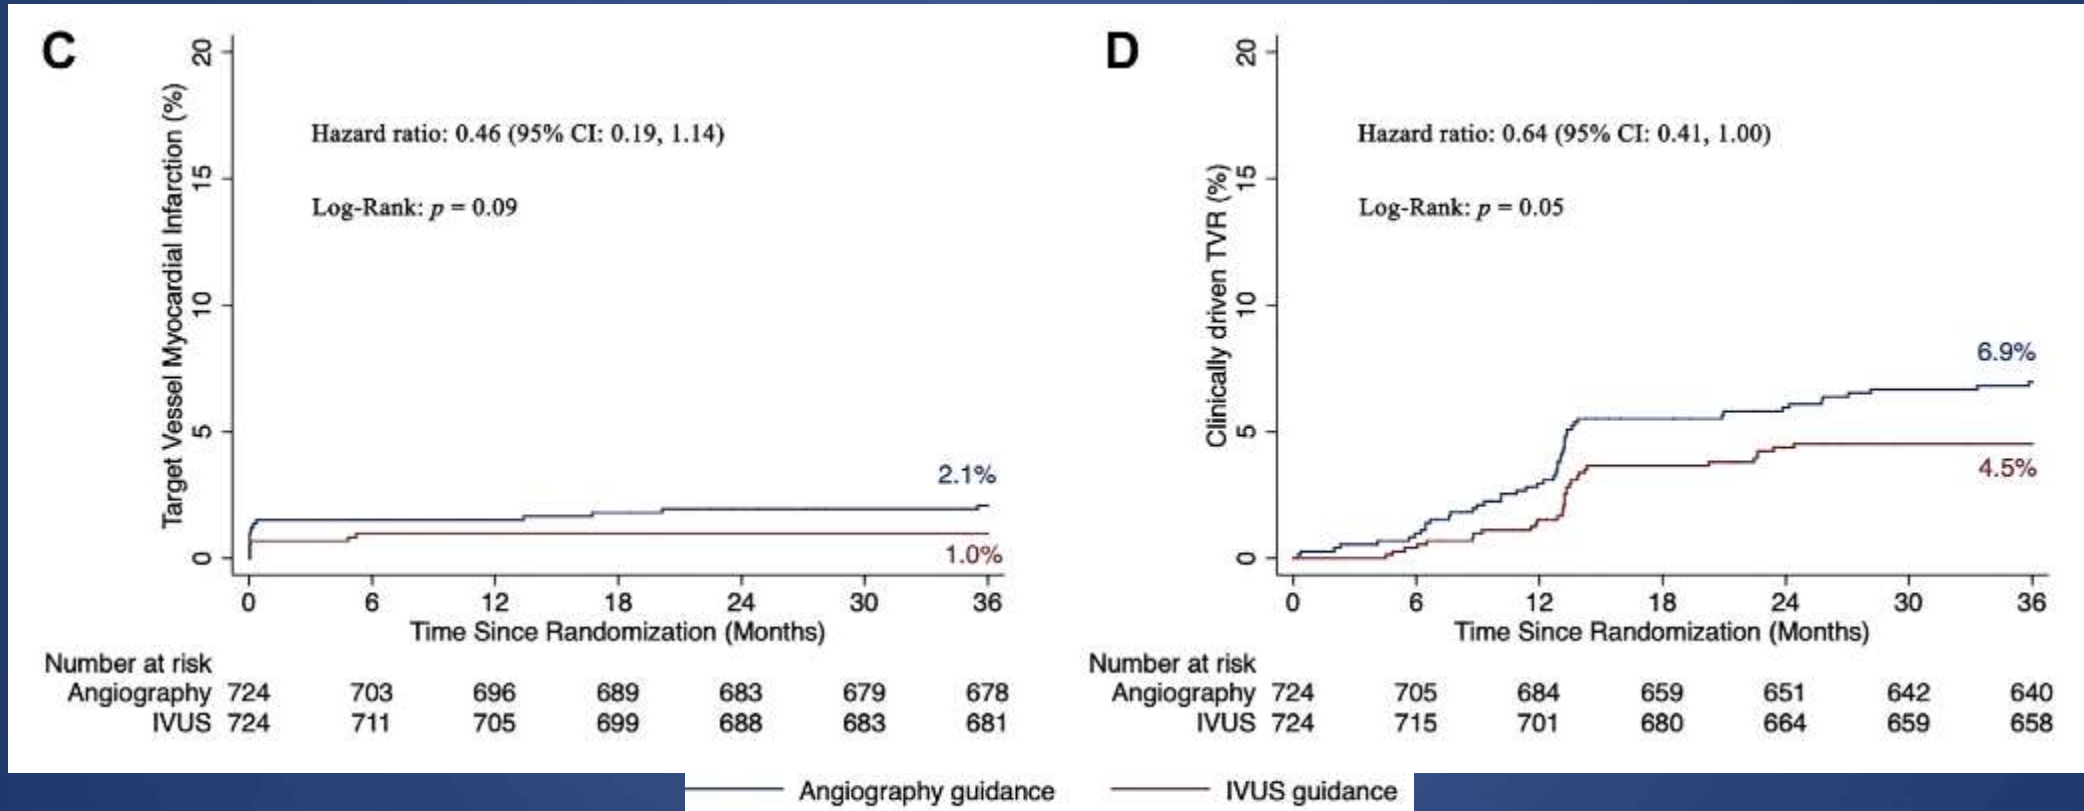 C
Target Vessel Myocardial Infarction (%)
20
15
10
5
0
Hazard ratio: 0.46 (95% CI: 0.19, 1.14)
Log-Rank: p = 0.09
2.1%
1.0%
0 6 12 18 24 30 36
Time Since Randomization (Months)
Number at risk
Angiography 724 703 696 689 683 679 678
IVUS 724 711 705 699 688 683 681
D
Clinically driven TVR (%)
20
15
10
5
0
Hazard ratio: 0.64 (95% CI: 0.41, 1.00)
Log-Rank: p = 0.05
6.9%
4.5%
0 6 12 18 24 30 36
Time Since Randomization (Months)
Number at risk
Angiography 724 705 684 659 651 642 640
IVUS 724 715 701 680 664 659 658
Angiography guidance IVUS guidance